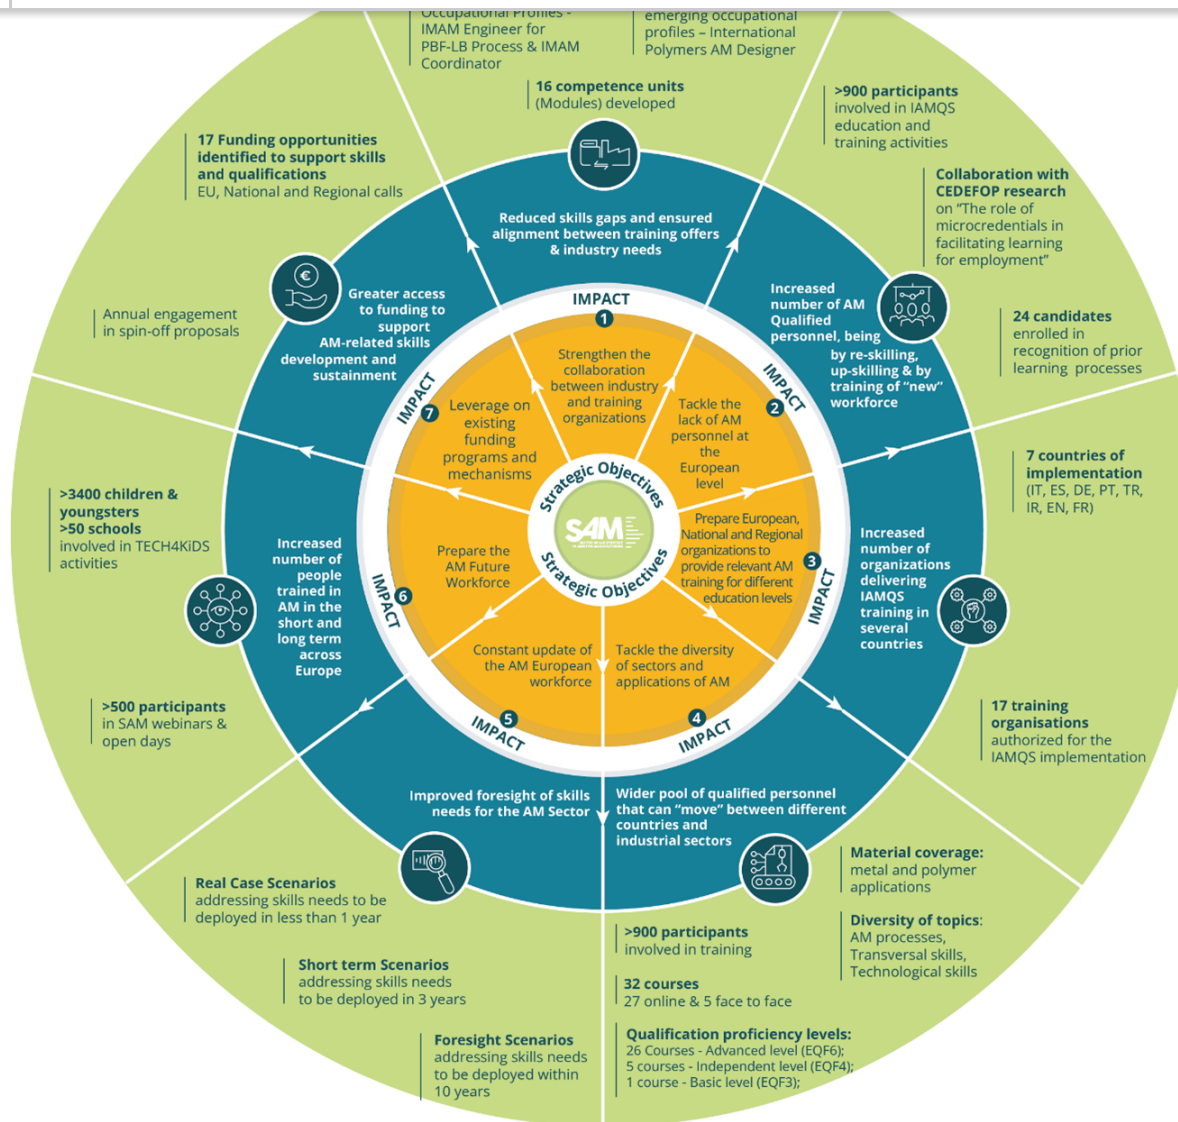 Occupational Profiles -
IMAM Engineer for
PBF-LB Process & IMAM
Coordinator
emerging occupational
profiles – International
Polymers AM Designer
16 competence units
(Modules) developed
>900 participants
involved in IAMQS
education and
training activities
17 Funding opportunities
identified to support skills
and qualifications
EU, National and Regional calls
Collaboration with
CEDEFOP research
on “The role of
microcredentials in
facilitating learning
for employment”
Annual engagement
in spin-off proposals
24 candidates
enrolled in
recognition of prior
learning processes
Reduced skills gaps and ensured
alignment between training offers
& industry needs
Greater access
to funding to
support
AM-related skills
development and
sustainment
Increased
number of AM
Qualified
personnel, being
by re-skilling,
up-skilling & by
training of “new”
workforce
IMPACT
1
Strengthen the
collaboration
between industry
and training
organizations
IMPACT
7
Leverage on
existing
funding
programs and
mechanisms
IMPACT
2
Tackle the
lack of AM
personnel at
the
European
level
Strategic Objectives
SAM
Strategic Objectives
>3400 children &
youngsters
>50 schools
involved in TECH4KiDS
activities
Increased
number of
people
trained in
AM in the
short and
long term
across
Europe
IMPACT
6
Prepare the
AM Future
Workforce
Prepare European,
National and Regional
organizations to
provide relevant AM
training for different
education levels
3
IMPACT
Increased
number of
organizations
delivering
IAMQS
training in
several
countries
7 countries of
implementation
(IT, ES, DE, PT, TR,
IR, EN, FR)
>500 participants
in SAM webinars &
open days
Constant update of
the AM European
workforce
5
IMPACT
Tackle the diversity
of sectors and
applications of AM
4
IMPACT
17 training
organisations
authorized for the
IAMQS implementation
Improved foresight of skills
needs for the AM Sector
Wider pool of qualified personnel
that can “move” between different
countries and
industrial sectors
Real Case Scenarios
addressing skills needs to be
deployed in less than 1 year
Short term Scenarios
addressing skills needs
to be deployed in 3 years
Foresight Scenarios
addressing skills needs
to be deployed within
10 years
Material coverage:
metal and polymer
applications
Diversity of topics:
AM processes,
Transversal skills,
Technological skills
>900 participants
involved in training
32 courses
27 online & 5 face to face
Qualification proficiency levels:
26 Courses - Advanced level (EQF6);
5 courses - Independent level (EQF4);
1 course - Basic level (EQF3);